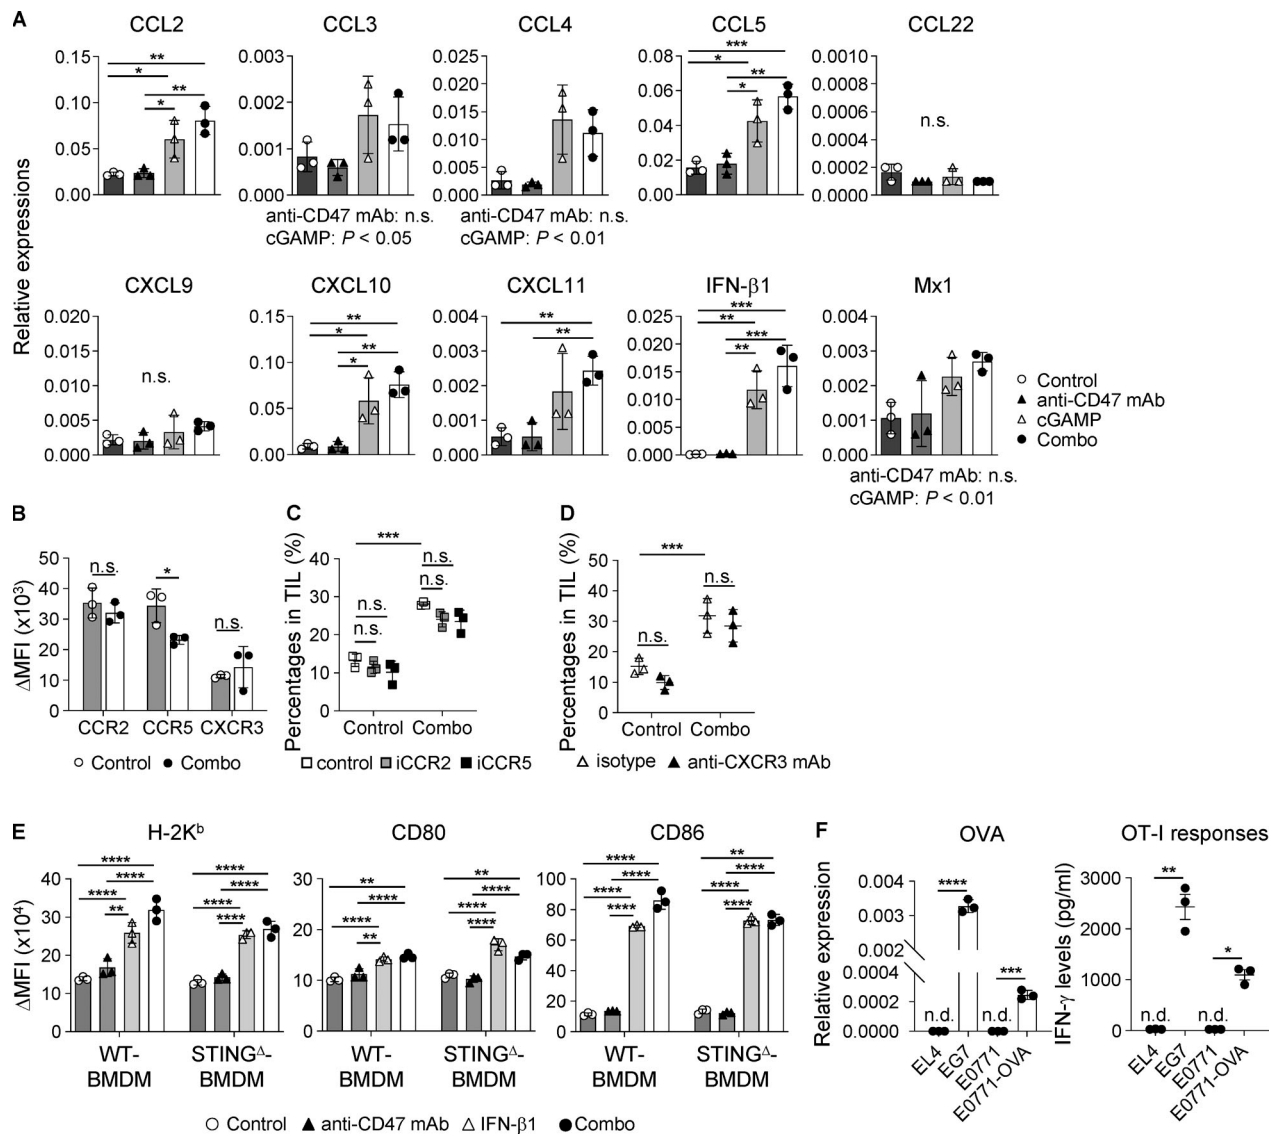 A
CCL2 CCL3 CCL4 CCL5 CCL22
Relative expressions
0.15 0.003 0.025 0.08 0.0010
0.10 0.002 0.020 0.06 0.0008
0.05 0.001 0.015 0.04 0.0006
0.00 0.000 0.010 0.02 0.0004
0.005 0.00 0.0002
0.000 0.0000
** * ** *
*** * ** *
n.s.
anti-CD47 mAb: n.s. anti-CD47 mAb: n.s.
cGAMP: P < 0.05 cGAMP: P < 0.01
CXCL9 CXCL10 CXCL11 IFN-β1 Mx1
0.020 0.15 0.004 0.025 0.004
0.015 0.10 0.003 0.020 0.003
0.010 0.05 0.002 0.015 0.002
0.005 0.00 0.001 0.010 0.001
0.000 0.000 0.005 0.000
0.000
n.s.
** * ** *
** **
*** ** *** **
Control
anti-CD47 mAb
cGAMP
Combo
anti-CD47 mAb: n.s.
cGAMP: P < 0.01
B
ΔMFI (x10³)
50
40
30
20
10
0
n.s. * n.s.
CCR2 CCR5 CXCR3
Control Combo
C
Percentages in TIL (%)
40
30
20
10
0
***
n.s.
n.s.
n.s.
n.s.
Control Combo
control iCCR2 iCCR5
D
Percentages in TIL (%)
50
40
30
20
10
0
***
n.s.
n.s.
Control Combo
isotype anti-CXCR3 mAb
E
H-2Kᵇ CD80 CD86
ΔMFI (x10⁴)
40 30 100
30 20 80
20 10 60
10 0 40
0 20
0
**** **** **** **
**** **** **** ****
** **** **** **
** **** **** ****
**** **** **** ****
** **** **** ****
WT- STINGᐞ- WT- STINGᐞ- WT- STINGᐞ-
BMDM BMDM BMDM BMDM BMDM BMDM
Control anti-CD47 mAb IFN-β1 Combo
F
OVA OT-I responses
Relative expression
0.004
0.003
0.002
0.0004
0.0002
0.0000
****
***
n.d. n.d.
EL4 EG7 E0771 E0771-OVA
IFN-γ levels (pg/ml)
3000
2000
1000
0
**
*
n.d. n.d.
EL4 EG7 E0771 E0771-OVA